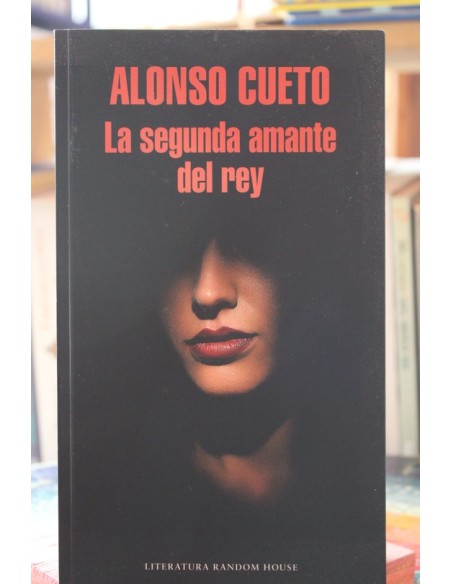 ALONSO CUETO
La segunda amante
del rey
LITERATURA RANDOM HOUSE